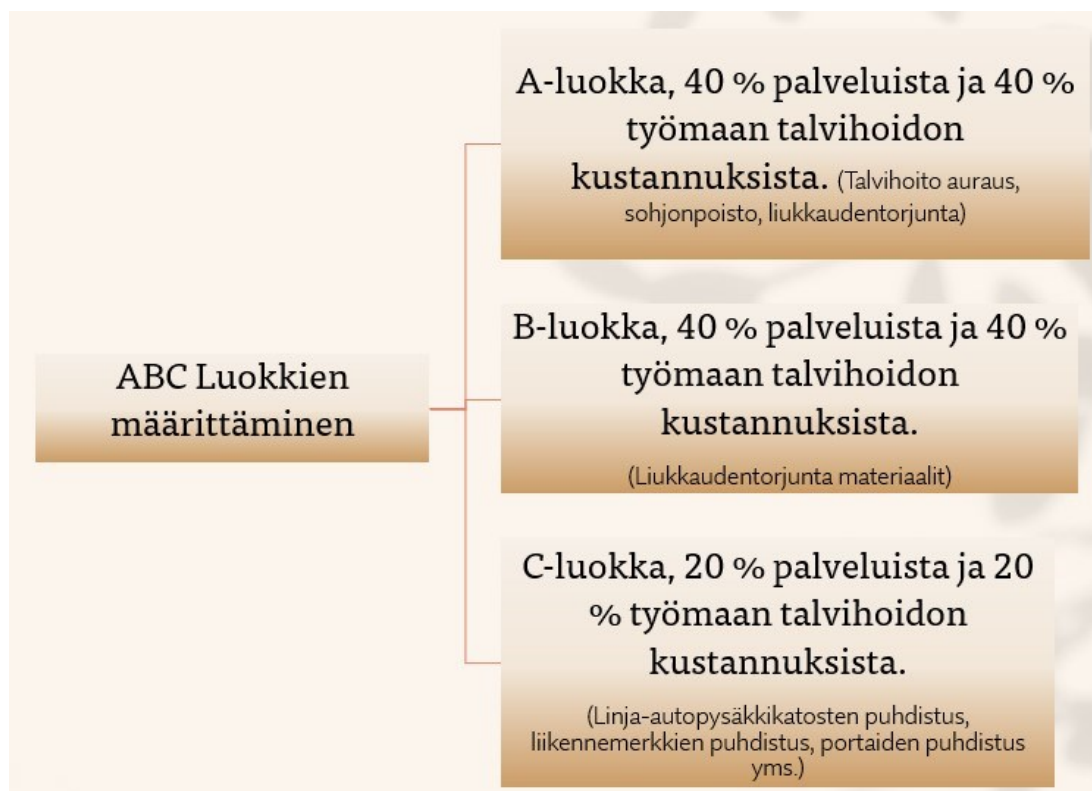 A-luokka, 40 % palveluista ja 40 %
työmaan talvihoidon
kustannuksista. (Talvihoito auraus,
sohjonpoisto, liukkaudentorjunta)
B-luokka, 40 % palveluista ja 40 %
työmaan talvihoidon
kustannuksista.
(Liukkaudentorjunta materiaalit)
ABC Luokkien
määrittäminen
C-luokka, 20 % palveluista ja 20
% työmaan talvihoidon
kustannuksista.
(Linja-autopysäkkikatosten puhdistus,
liikennemerkkien puhdistus, portaiden puhdistus
yms.)